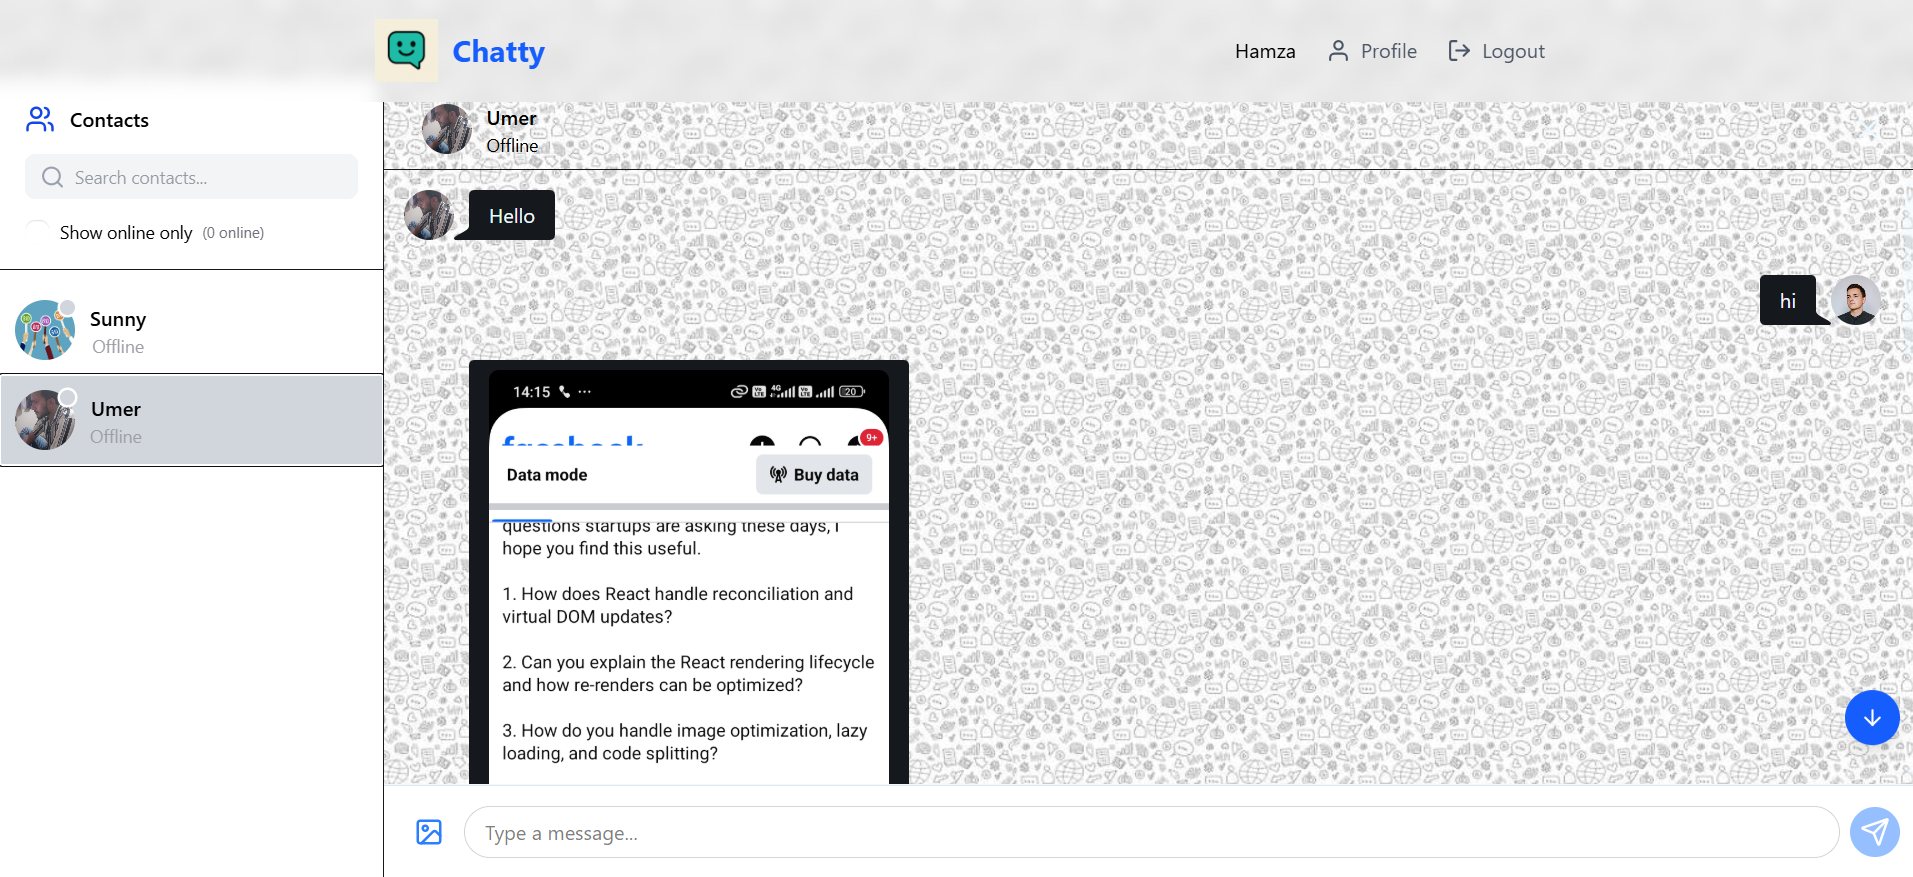 Chatty
Hamza
Profile
Logout
Contacts
Search contacts...
Show online only (0 online)
Sunny
Offline
Umer
Offline
Umer
Offline
Hello
hi
14:15
4G
20
facebook
9+
Data mode
Buy data
questions startups are asking these days, I
hope you find this useful.
1. How does React handle reconciliation and
virtual DOM updates?
2. Can you explain the React rendering lifecycle
and how re-renders can be optimized?
3. How do you handle image optimization, lazy
loading, and code splitting?
Type a message...